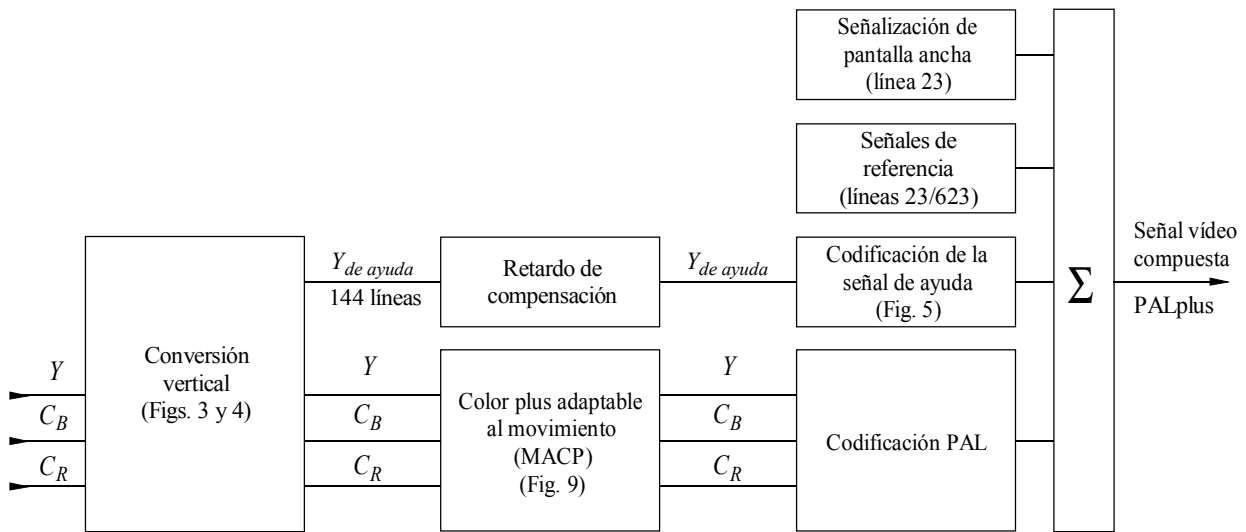 Señalización de
pantalla ancha
(línea 23)
Señales de
referencia
(líneas 23/623)
Y
C_B
C_R
Conversión
vertical
(Figs. 3 y 4)
Y_de ayuda
144 líneas
Retardo de
compensación
Y_de ayuda
Codificación de la
señal de ayuda
(Fig. 5)
Y
C_B
C_R
Color plus adaptable
al movimiento
(MACP)
(Fig. 9)
Y
C_B
C_R
Codificación PAL
Σ
Señal vídeo
compuesta
PALplus